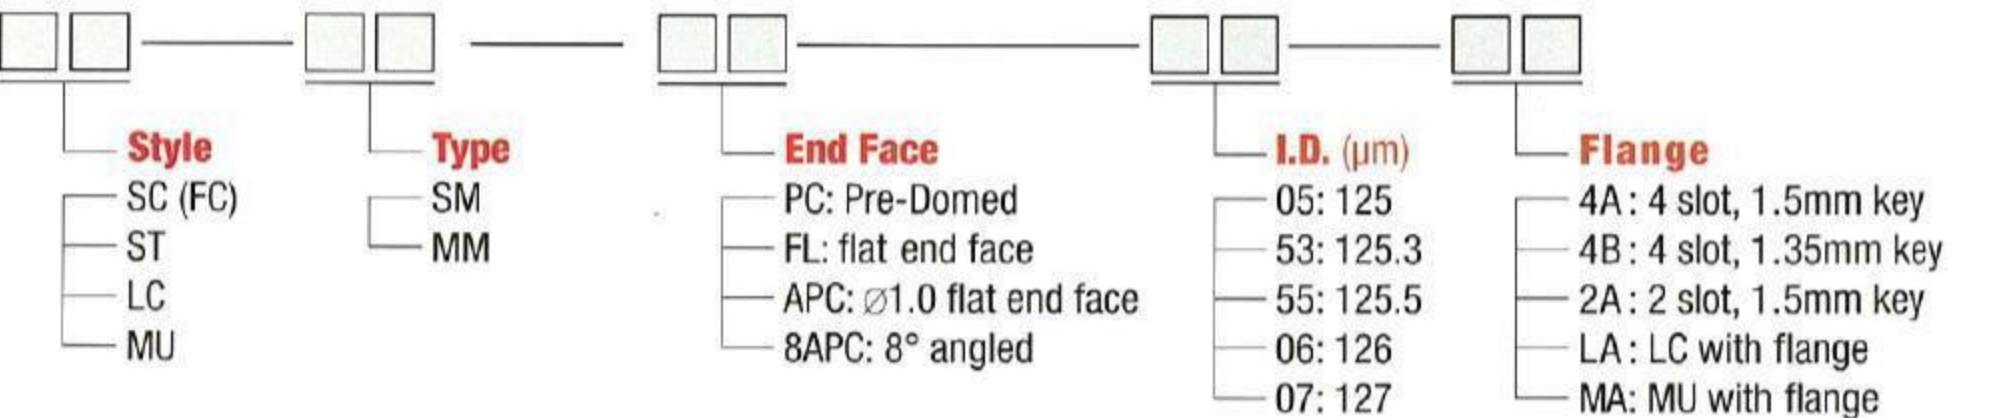 Style
SC (FC)
ST
LC
MU
Type
SM
MM
End Face
PC: Pre-Domed
FL: flat end face
APC: ⌀1.0 flat end face
8APC: 8° angled
I.D. (µm)
05: 125
53: 125.3
55: 125.5
06: 126
07: 127
Flange
4A: 4 slot, 1.5mm key
4B: 4 slot, 1.35mm key
2A: 2 slot, 1.5mm key
LA: LC with flange
MA: MU with flange